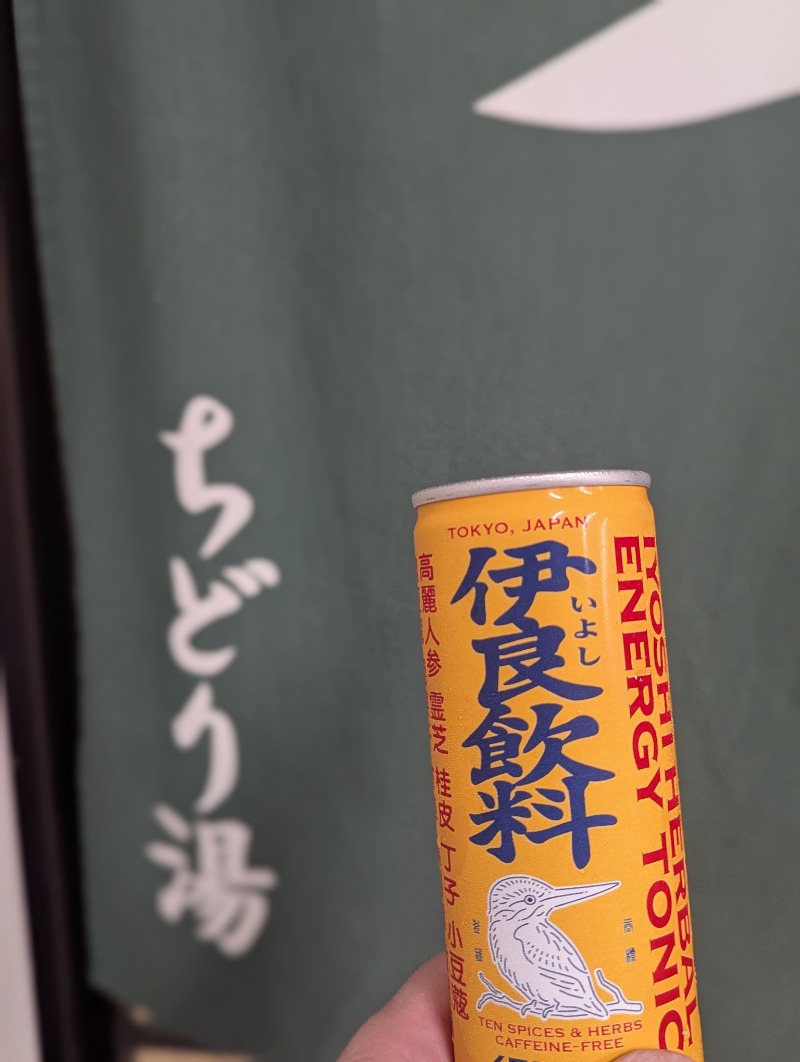 ちどり湯
TOKYO, JAPAN
伊良飲料
いよし
高麗人参 霊芝 桂皮 丁子 小豆蔻
IYOSHI HERBAL
ENERGY TONIC
TEN SPICES & HERBS
CAFFEINE-FREE